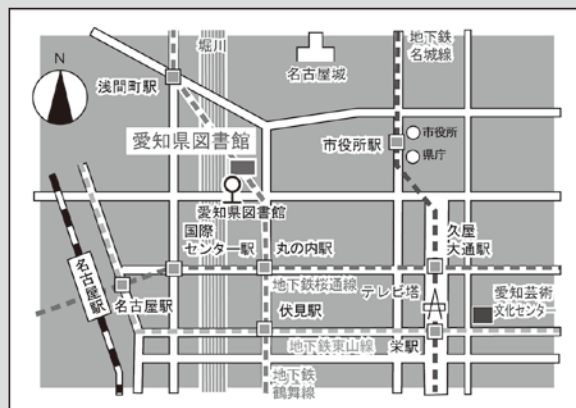 堀川
地下鉄
名城線
N
名古屋城
浅間町駅
愛知県図書館
市役所駅
市役所
県庁
愛知県図書館
国際
センター駅
丸の内駅
久屋
大通駅
名古屋駅
名古屋駅
地下鉄桜通線
テレビ塔
愛知芸術
文化センター
伏見駅
地下鉄東山線
栄駅
地下鉄
鶴舞線